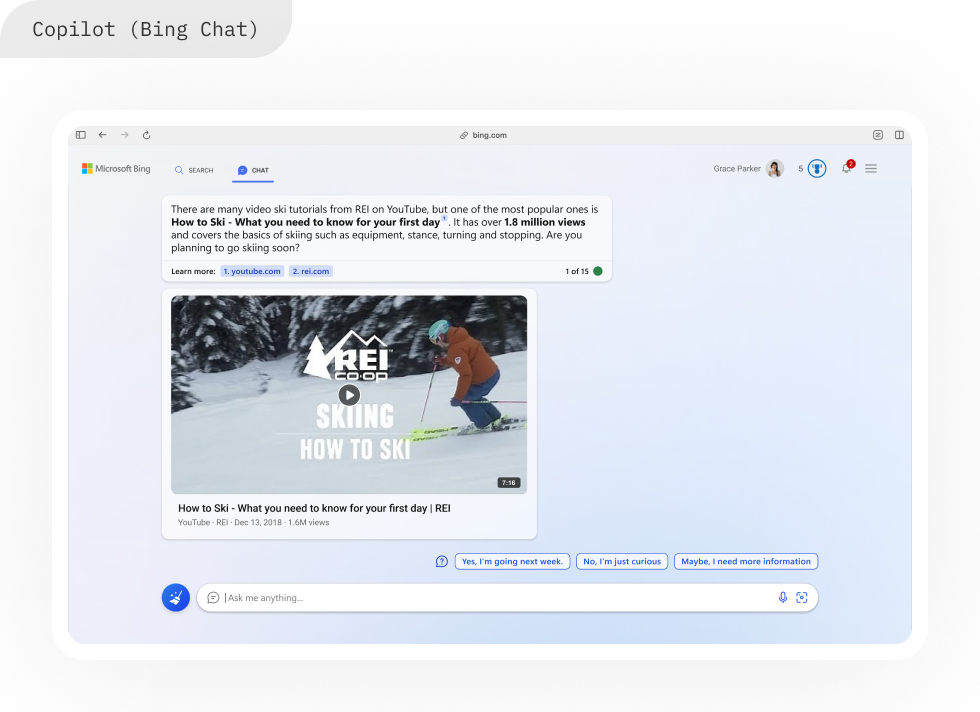 Copilot (Bing Chat)
bing.com
Microsoft Bing
SEARCH
CHAT
Grace Parker
5
2
There are many video ski tutorials from REI on YouTube, but one of the most popular ones is
How to Ski - What you need to know for your first day 1. It has over 1.8 million views
and covers the basics of skiing such as equipment, stance, turning and stopping. Are you
planning to go skiing soon?
Learn more: 1. youtube.com 2. rei.com
1 of 15
REI
CO·OP
SKIING
HOW TO SKI
7:16
How to Ski - What you need to know for your first day | REI
YouTube · REI · Dec 13, 2018 · 1.6M views
Yes, I'm going next week.
No, I'm just curious
Maybe, I need more information
Ask me anything...